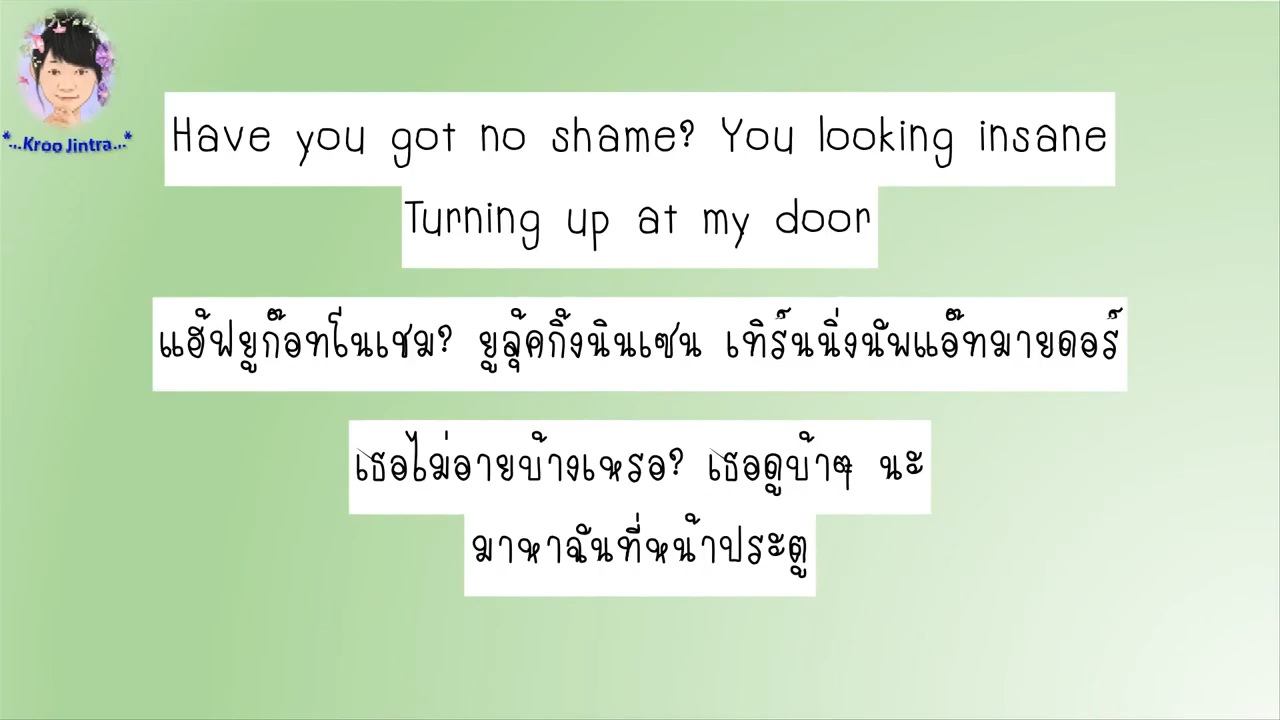 *...Kroo Jintra...*
Have you got no shame? You looking insane
Turning up at my door
แฮ้ฟยูก๊อทโนเชม? ยูลุ้คกิ้งนินเซน เทิร์นนิ่งนัพแอ๊ทมายดอร์
เธอไม่อายบ้างเหรอ? เธอดูบ้าๆ นะ
มาหาฉันที่หน้าประตู